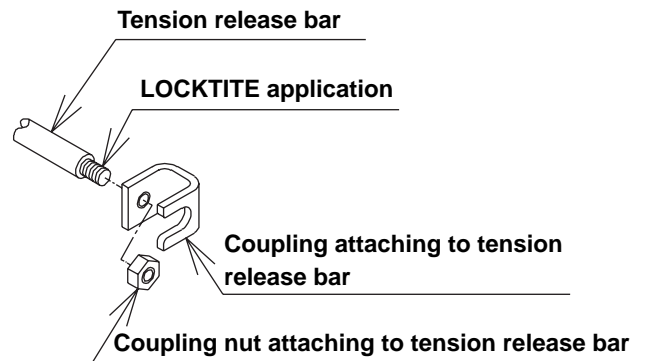 Tension release bar
LOCKTITE application
Coupling attaching to tension
release bar
Coupling nut attaching to tension release bar